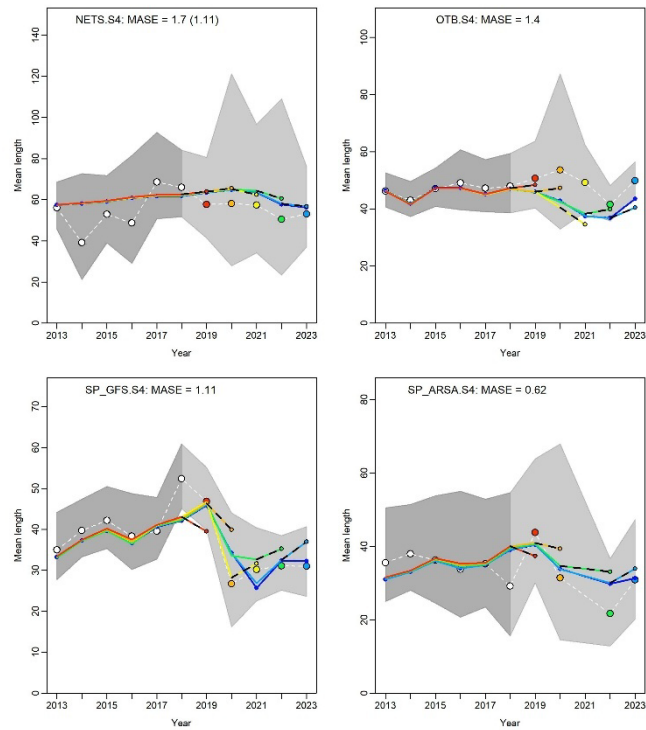 NETS.S4: MASE = 1.7 (1.11)
Mean length
0 20 40 60 80 100 120 140
2013 2015 2017 2019 2021 2023
Year
OTB.S4: MASE = 1.4
Mean length
0 20 40 60 80 100
2013 2015 2017 2019 2021 2023
Year
SP_GFS.S4: MASE = 1.11
Mean length
0 10 20 30 40 50 60 70
2013 2015 2017 2019 2021 2023
Year
SP_ARSA.S4: MASE = 0.62
Mean length
0 20 40 60 80
2013 2015 2017 2019 2021 2023
Year